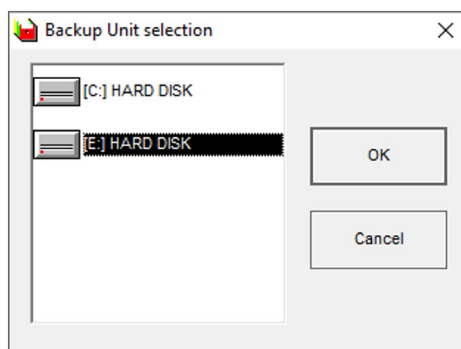 Backup Unit selection
[C:] HARD DISK
[E:] HARD DISK
OK
Cancel